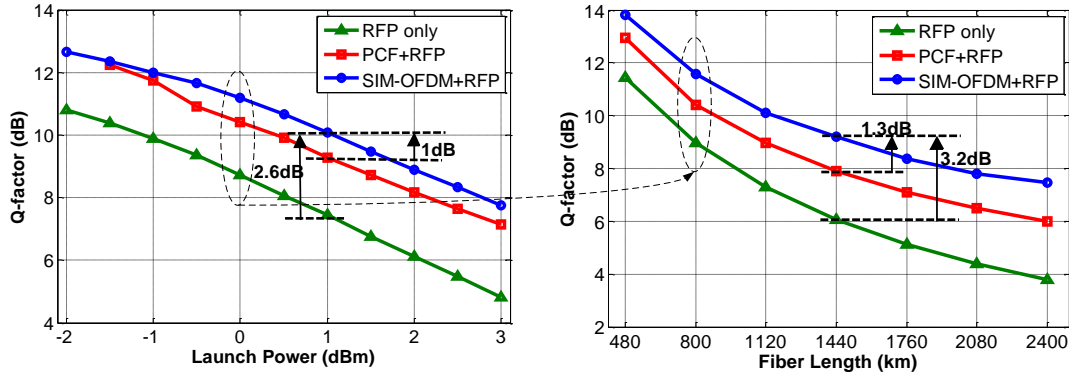 14
12
10
8
6
4
Q-factor (dB)
-2 -1 0 1 2 3
Launch Power (dBm)
RFP only
PCF+RFP
SIM-OFDM+RFP
2.6dB
1dB
14
12
10
8
6
4
2
Q-factor (dB)
480 800 1120 1440 1760 2080 2400
Fiber Length (km)
RFP only
PCF+RFP
SIM-OFDM+RFP
1.3dB
3.2dB